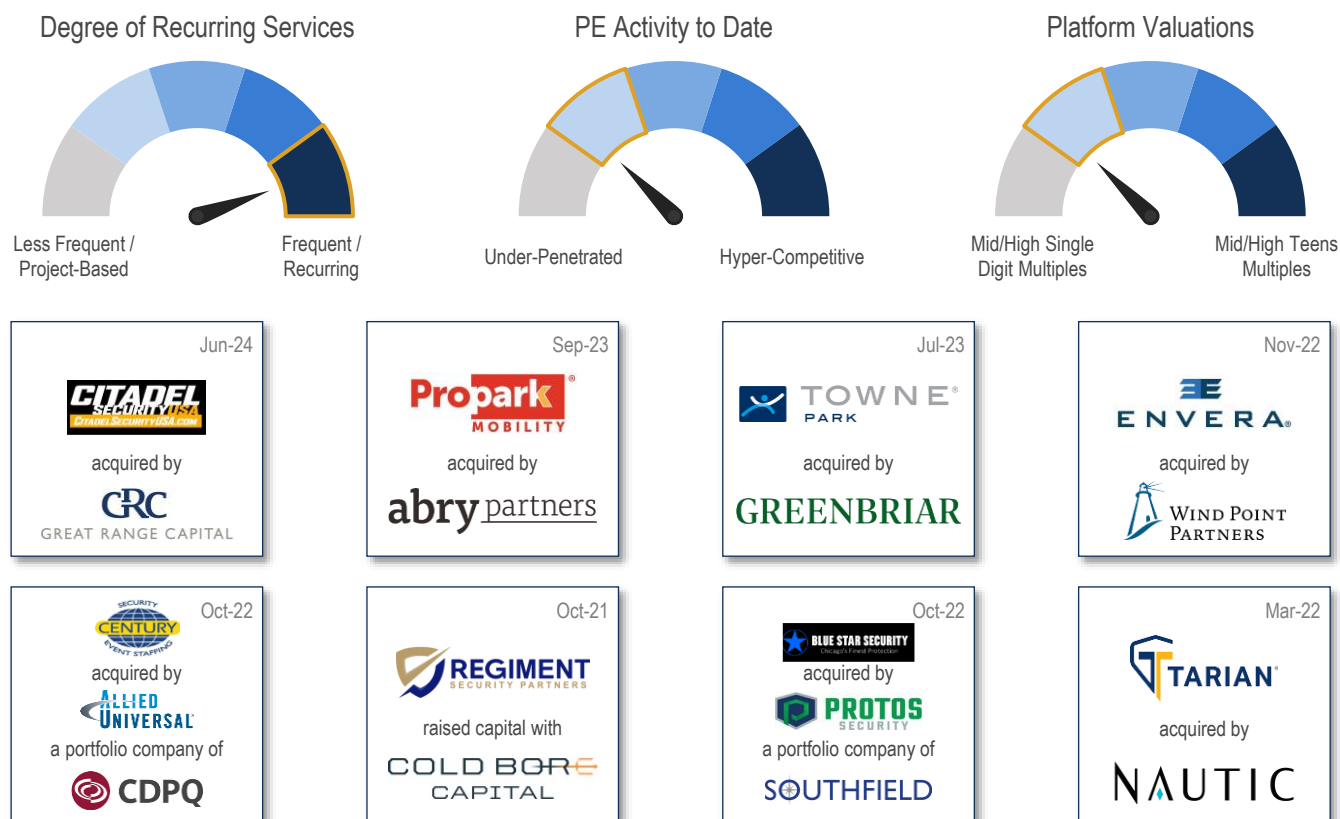 Degree of Recurring Services
PE Activity to Date
Platform Valuations
Less Frequent /
Project-Based
Frequent /
Recurring
Under-Penetrated
Hyper-Competitive
Mid/High Single
Digit Multiples
Mid/High Teens
Multiples
Jun-24
CITADEL
SECURITYUSA
CITADELSECURITYUSA.COM
acquired by
GRC
GREAT RANGE CAPITAL
Sep-23
Propark®
MOBILITY
acquired by
abry partners
Jul-23
TOWNE®
PARK
acquired by
GREENBRIAR
Nov-22
ENVERA®
acquired by
WIND POINT
PARTNERS
Oct-22
SECURITY
CENTURY
EVENT STAFFING
acquired by
ALLIED
UNIVERSAL
a portfolio company of
CDPQ
Oct-21
REGIMENT
SECURITY PARTNERS
raised capital with
COLD BORE
CAPITAL
Oct-22
BLUE STAR SECURITY
Chicago's Finest Protection
acquired by
PROTOS
SECURITY
a portfolio company of
SOUTHFIELD
Mar-22
TARIAN®
acquired by
NAUTIC